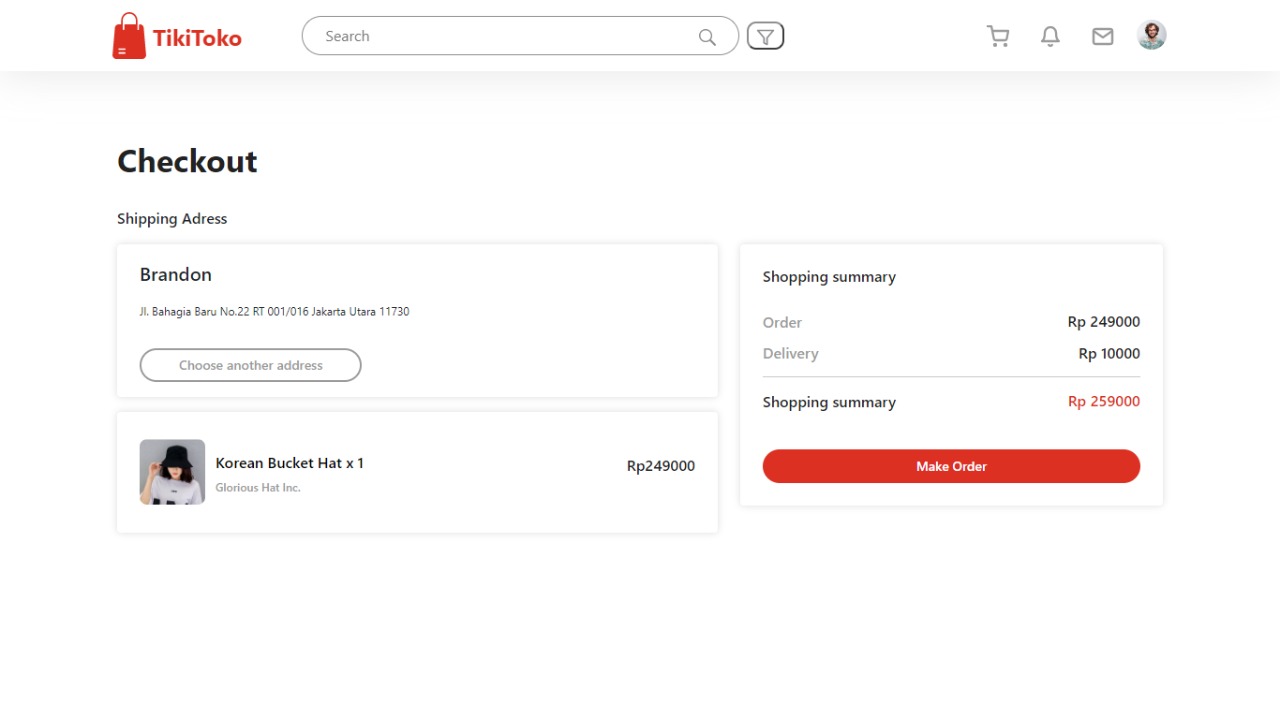 TikiToko
Search
Checkout
Shipping Adress
Brandon
Jl. Bahagia Baru No.22 RT 001/016 Jakarta Utara 11730
Choose another address
Korean Bucket Hat x 1
Glorious Hat Inc.
Rp249000
Shopping summary
Order Rp 249000
Delivery Rp 10000
Shopping summary Rp 259000
Make Order